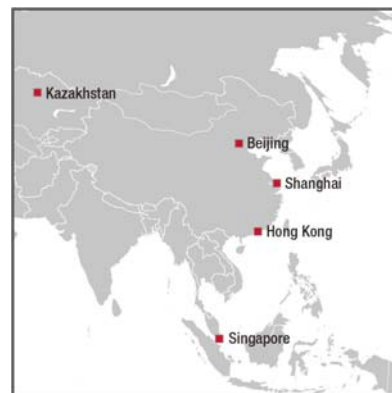 Kazakhstan
Beijing
Shanghai
Hong Kong
Singapore